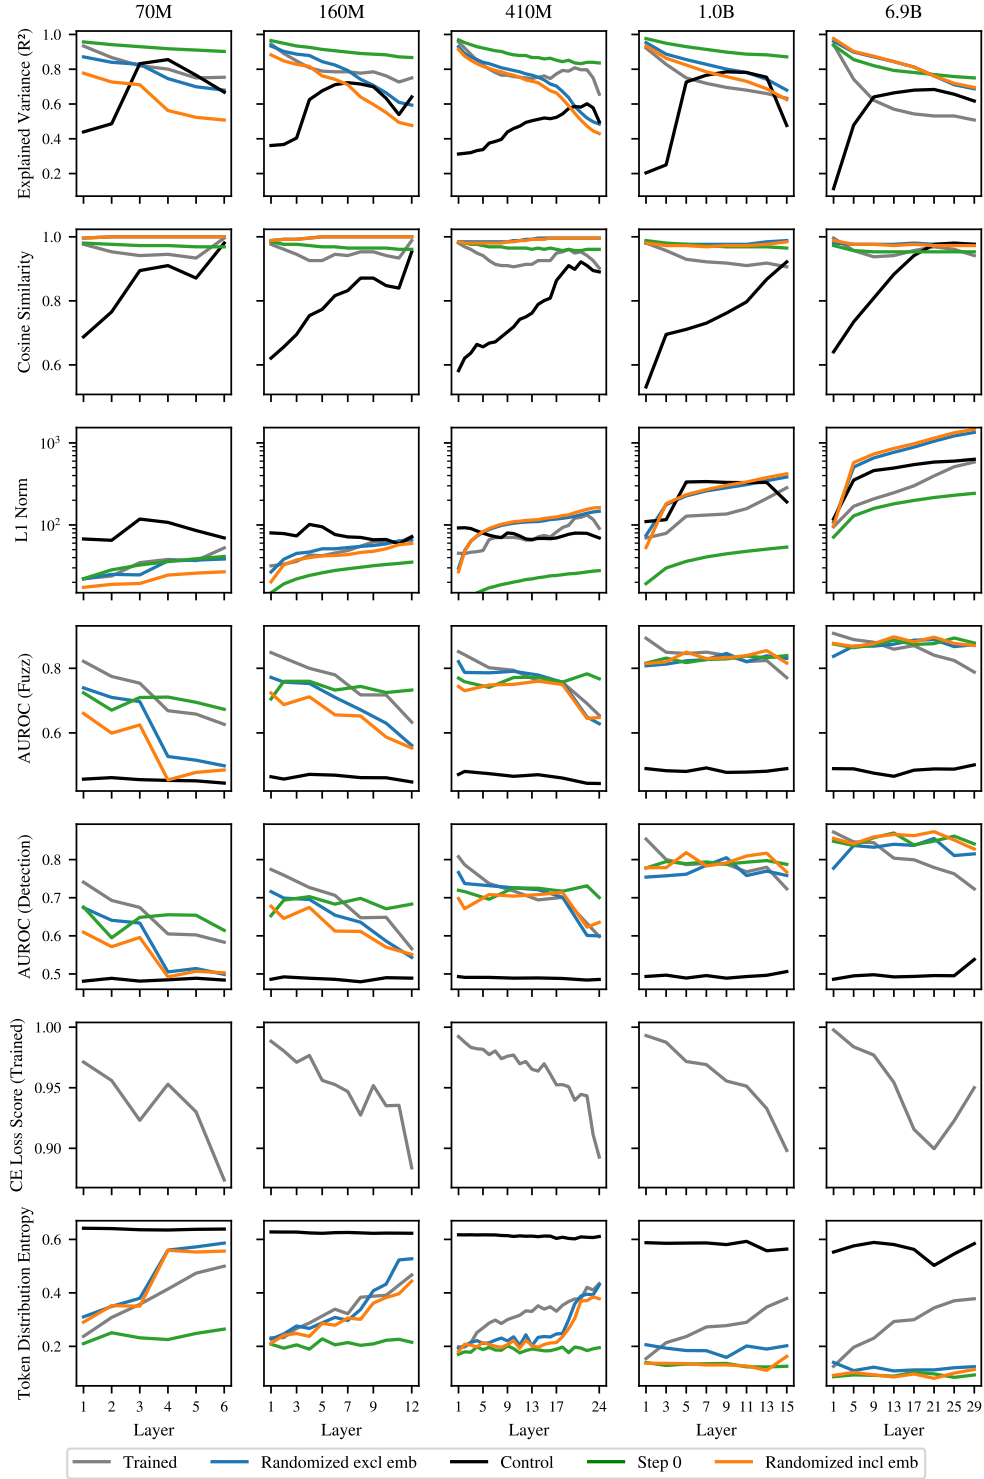 70M 160M 410M 1.0B 6.9B
Explained Variance (R²)
1.0
0.8
0.6
0.4
0.2
Cosine Similarity
1.0
0.8
0.6
L1 Norm
10³
10²
AUROC (Fuzz)
0.8
0.6
AUROC (Detection)
0.8
0.7
0.6
0.5
CE Loss Score (Trained)
1.00
0.95
0.90
Token Distribution Entropy
0.6
0.4
0.2
1 2 3 4 5 6 1 3 5 7 9 12 1 5 9 13 17 24 1 3 5 7 9 11 13 15 1 5 9 13 17 21 25 29
Layer Layer Layer Layer Layer
Trained Randomized excl emb Control Step 0 Randomized incl emb